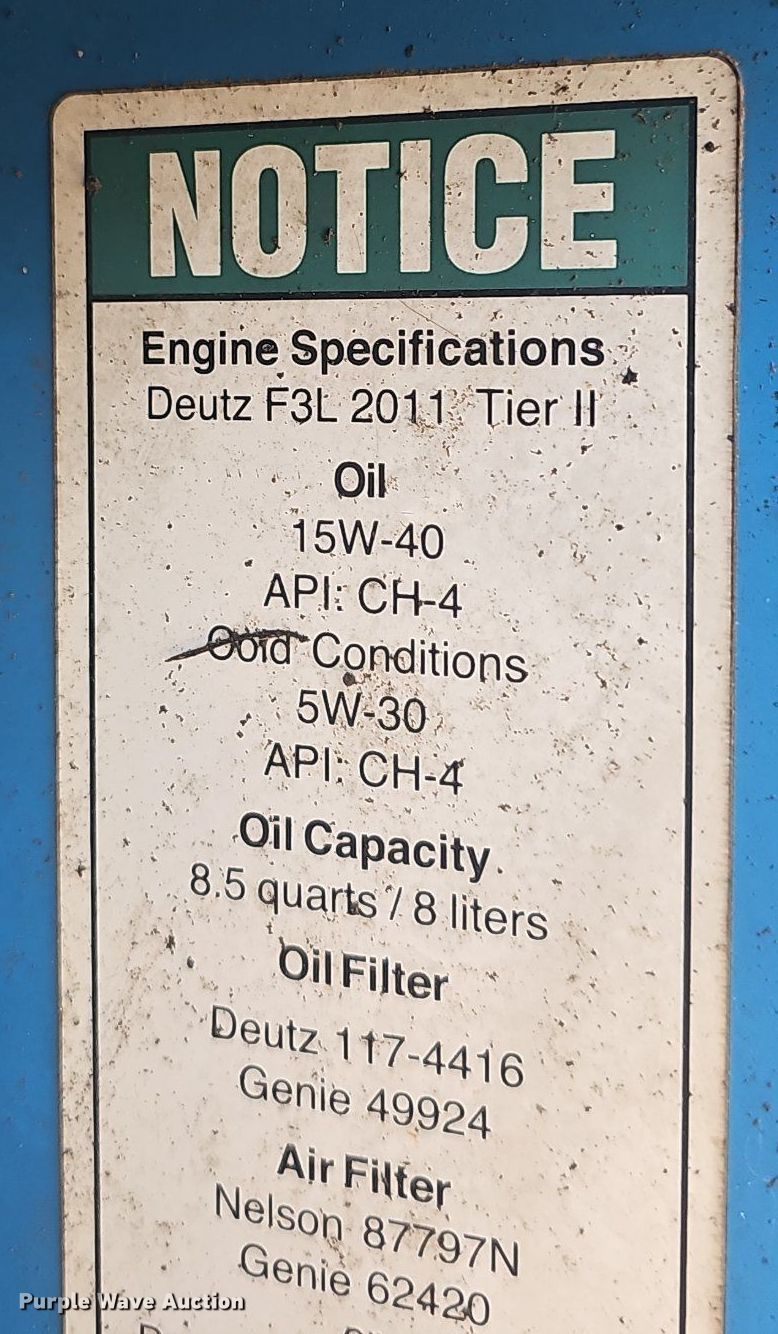 NOTICE
Engine Specifications
Deutz F3L 2011 Tier II
Oil
15W-40
API: CH-4
Cold Conditions
5W-30
API: CH-4
Oil Capacity
8.5 quarts / 8 liters
Oil Filter
Deutz 117-4416
Genie 49924
Air Filter
Nelson 87797N
Genie 62420
Purple Wave Auction